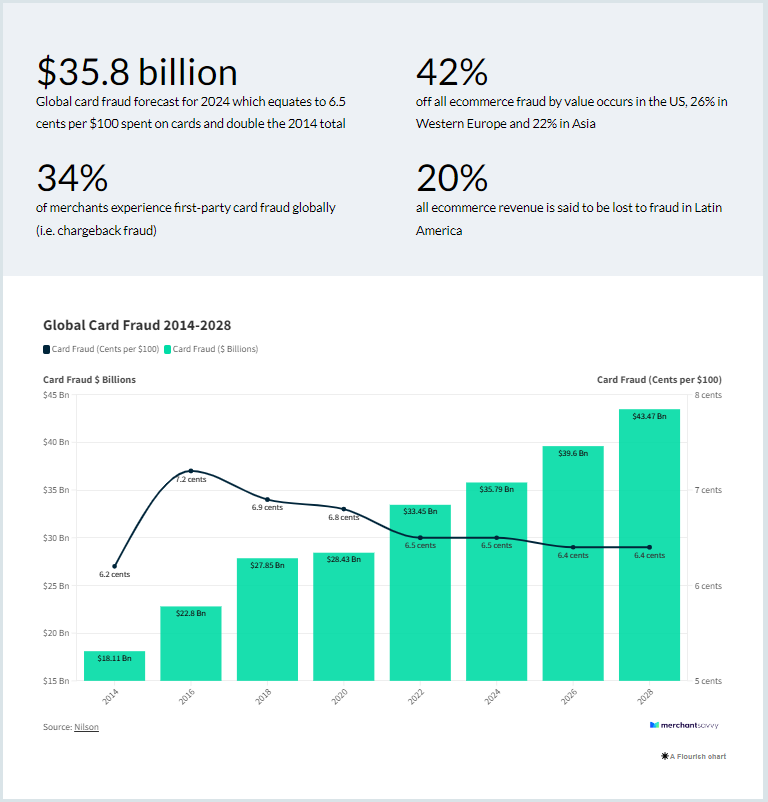 $35.8 billion
Global card fraud forecast for 2024 which equates to 6.5
cents per $100 spent on cards and double the 2014 total
42%
off all ecommerce fraud by value occurs in the US, 26% in
Western Europe and 22% in Asia
34%
of merchants experience first-party card fraud globally
(i.e. chargeback fraud)
20%
all ecommerce revenue is said to be lost to fraud in Latin
America
Global Card Fraud 2014-2028
Card Fraud (Cents per $100) Card Fraud ($ Billions)
Card Fraud $ Billions Card Fraud (Cents per $100)
$45 Bn 8 cents
$43.47 Bn
$40 Bn
$39.6 Bn
7.2 cents
$35.79 Bn
$35 Bn 7 cents
6.9 cents
$33.45 Bn
6.8 cents
$30 Bn
6.5 cents 6.5 cents
6.4 cents 6.4 cents
$28.43 Bn
$27.85 Bn
6.2 cents
$25 Bn 6 cents
$22.8 Bn
$20 Bn
$18.11 Bn
$15 Bn 5 cents
2014 2016 2018 2020 2022 2024 2026 2028
Source: Nilson
merchantsavvy
A Flourish chart